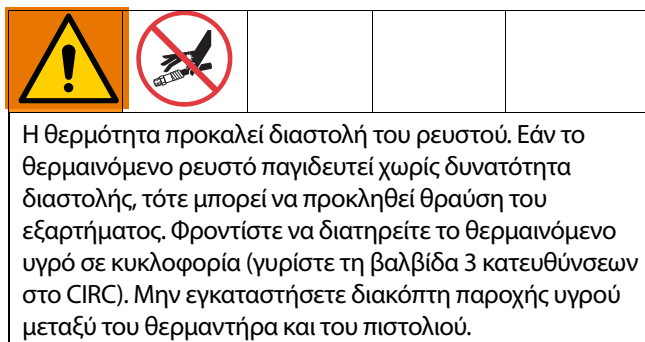 Η θερμότητα προκαλεί διαστολή του ρευστού. Εάν το
θερμαινόμενο ρευστό παγιδευτεί χωρίς δυνατότητα
διαστολής, τότε μπορεί να προκληθεί θραύση του
εξαρτήματος. Φροντίστε να διατηρείτε το θερμαινόμενο
υγρό σε κυκλοφορία (γυρίστε τη βαλβίδα 3 κατευθύνσεων
στο CIRC). Μην εγκαταστήσετε διακόπτη παροχής υγρού
μεταξύ του θερμαντήρα και του πιστολιού.